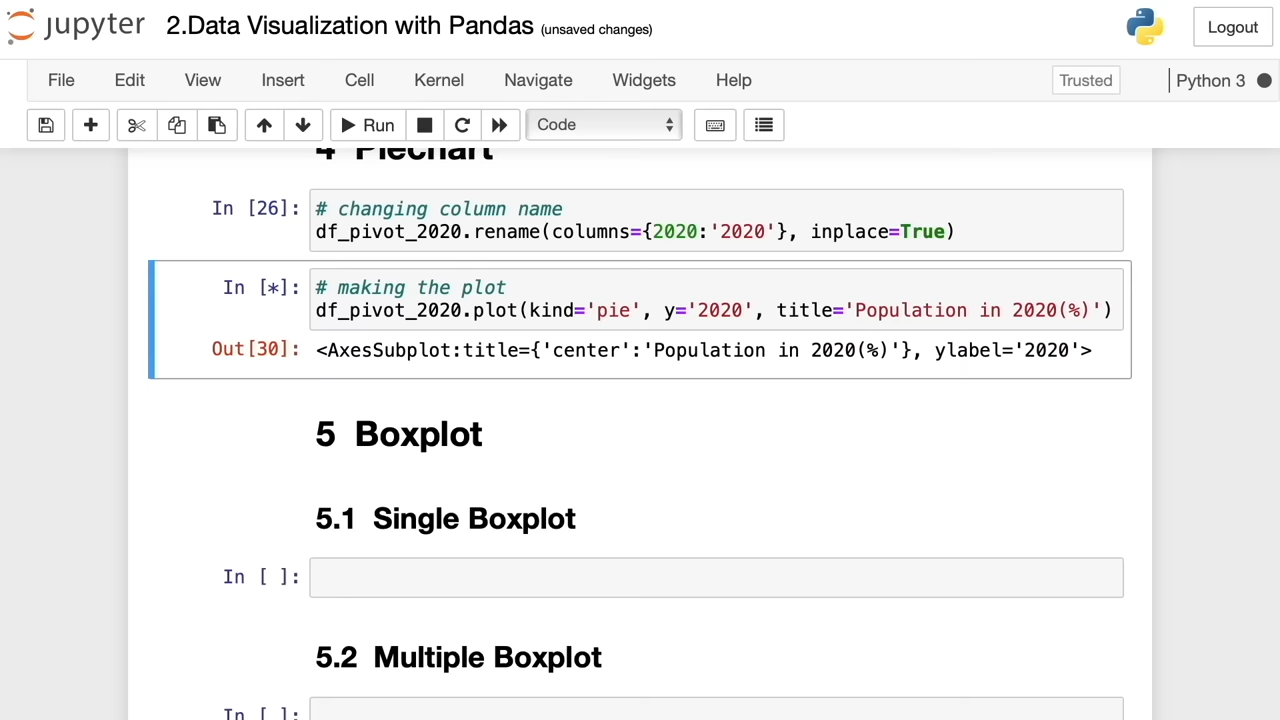 jupyter 2.Data Visualization with Pandas (unsaved changes) Logout
File Edit View Insert Cell Kernel Navigate Widgets Help Trusted Python 3
Run Code
4 Piechart
In [26]: # changing column name
df_pivot_2020.rename(columns={2020:'2020'}, inplace=True)
In [*]: # making the plot
df_pivot_2020.plot(kind='pie', y='2020', title='Population in 2020(%)')
Out[30]: <AxesSubplot:title={'center':'Population in 2020(%)'}, ylabel='2020'>
5 Boxplot
5.1 Single Boxplot
In [ ]:
5.2 Multiple Boxplot
In [ ]: